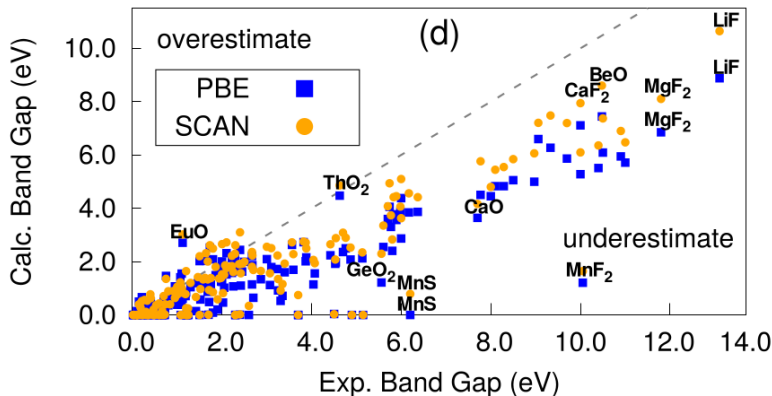 overestimate
(d)
PBE
SCAN
LiF
LiF
BeO
CaF2
MgF2
MgF2
ThO2
EuO
CaO
GeO2
MnS
MnS
underestimate
MnF2
10.0
8.0
6.0
4.0
2.0
0.0
Calc. Band Gap (eV)
0.0 2.0 4.0 6.0 8.0 10.0 12.0 14.0
Exp. Band Gap (eV)